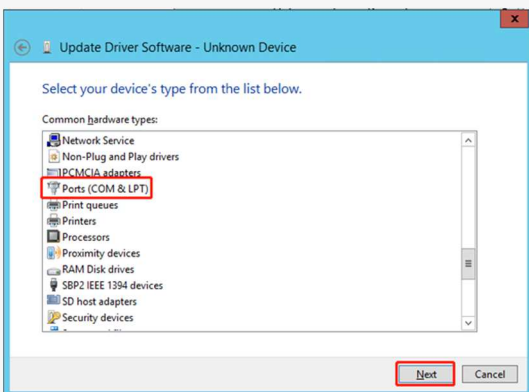 x
Update Driver Software - Unknown Device
Select your device's type from the list below.
Common hardware types:
Network Service
Non-Plug and Play drivers
PCMCIA adapters
Ports (COM & LPT)
Print queues
Printers
Processors
Proximity devices
RAM Disk drives
SBP2 IEEE 1394 devices
SD host adapters
Security devices
Next
Cancel